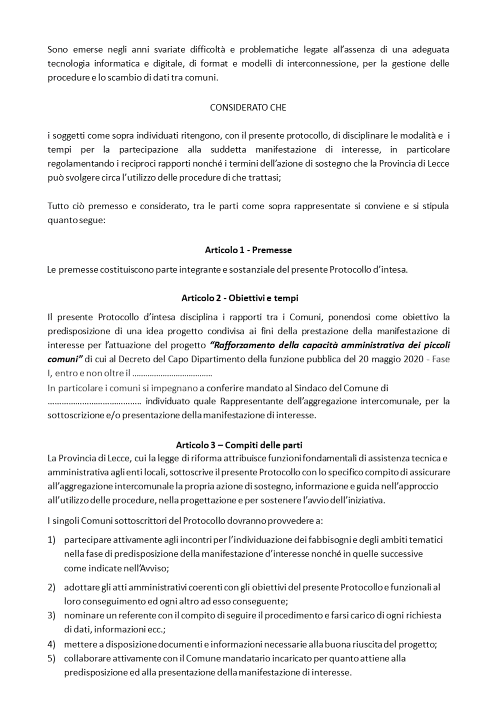 Sono emerse negli anni svariate difficoltà e problematiche legate all'assenza di una adeguata
tecnologia informatica e digitale, di format e modelli di interconnessione, per la gestione delle
procedure e lo scambio di dati tra comuni.
CONSIDERATO CHE
i soggetti come sopra individuati ritengono, con il presente protocollo, di disciplinare le modalità e i
tempi per la partecipazione alla suddetta manifestazione di interesse, in particolare
regolamentando i reciproci rapporti nonché i termini dell'azione di sostegno che la Provincia di Lecce
può svolgere circa l'utilizzo delle procedure di che trattasi;
Tutto ciò premesso e considerato, tra le parti come sopra rappresentate si conviene e si stipula
quanto segue:
Articolo 1 - Premesse
Le premesse costituiscono parte integrante e sostanziale del presente Protocollo d'intesa.
Articolo 2 - Obiettivi e tempi
Il presente Protocollo d'intesa disciplina i rapporti tra i Comuni, ponendosi come obiettivo la
predisposizione di una idea progetto condivisa ai fini della prestazione della manifestazione di
interesse per l'attuazione del progetto "Rafforzamento della capacità amministrativa dei piccoli
comuni" di cui al Decreto del Capo Dipartimento della funzione pubblica del 20 maggio 2020 - Fase
I, entro e non oltre il ..................................
In particolare i comuni si impegnano a conferire mandato al Sindaco del Comune di
....................................... individuato quale Rappresentante dell'aggregazione intercomunale, per la
sottoscrizione e/o presentazione della manifestazione di interesse.
Articolo 3 – Compiti delle parti
La Provincia di Lecce, cui la legge di riforma attribuisce funzioni fondamentali di assistenza tecnica e
amministrativa agli enti locali, sottoscrive il presente Protocollo con lo specifico compito di assicurare
all'aggregazione intercomunale la propria azione di sostegno, informazione e guida nell'approccio
all'utilizzo delle procedure, nella progettazione e per sostenere l'avvio dell'iniziativa.
I singoli Comuni sottoscrittori del Protocollo dovranno provvedere a:
1) partecipare attivamente agli incontri per l'individuazione dei fabbisogni e degli ambiti tematici
nella fase di predisposizione della manifestazione d'interesse nonché in quelle successive
come indicate nell'Avviso;
2) adottare gli atti amministrativi coerenti con gli obiettivi del presente Protocollo e funzionali al
loro conseguimento ed ogni altro ad esso conseguente;
3) nominare un referente con il compito di seguire il procedimento e farsi carico di ogni richiesta
di dati, informazioni ecc.;
4) mettere a disposizione documenti e informazioni necessarie alla buona riuscita del progetto;
5) collaborare attivamente con il Comune mandatario incaricato per quanto attiene alla
predisposizione ed alla presentazione della manifestazione di interesse.